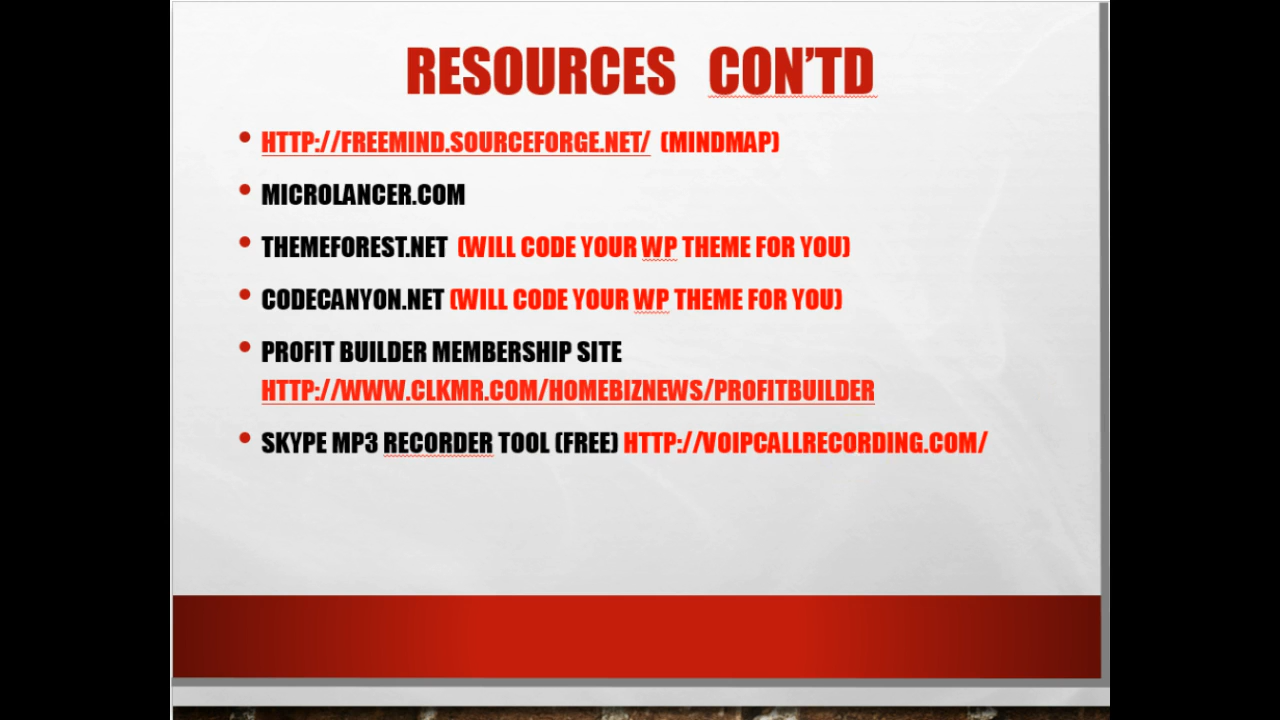 RESOURCES CON'TD
• HTTP://FREEMIND.SOURCEFORGE.NET/ (MINDMAP)
• MICROLANCER.COM
• THEMEFOREST.NET (WILL CODE YOUR WP THEME FOR YOU)
• CODECANYON.NET (WILL CODE YOUR WP THEME FOR YOU)
• PROFIT BUILDER MEMBERSHIP SITE
HTTP://WWW.CLKMR.COM/HOMEBIZNEWS/PROFITBUILDER
• SKYPE MP3 RECORDER TOOL (FREE) HTTP://VOIPCALLRECORDING.COM/